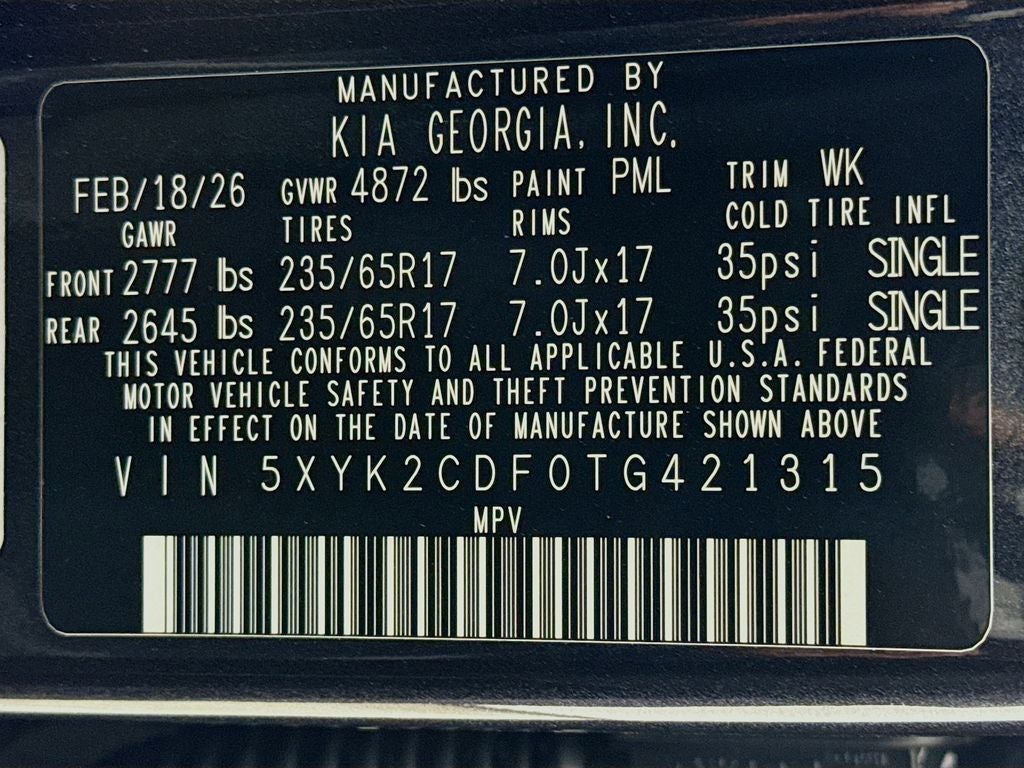 MANUFACTURED BY
KIA GEORGIA, INC.
FEB/18/26 GVWR 4872 lbs PAINT PML TRIM WK
GAWR TIRES RIMS COLD TIRE INFL
FRONT 2777 lbs 235/65R17 7.0Jx17 35psi SINGLE
REAR 2645 lbs 235/65R17 7.0Jx17 35psi SINGLE
THIS VEHICLE CONFORMS TO ALL APPLICABLE U.S.A. FEDERAL
MOTOR VEHICLE SAFETY AND THEFT PREVENTION STANDARDS
IN EFFECT ON THE DATE OF MANUFACTURE SHOWN ABOVE
VIN 5XYK2CDF0TG421315
MPV